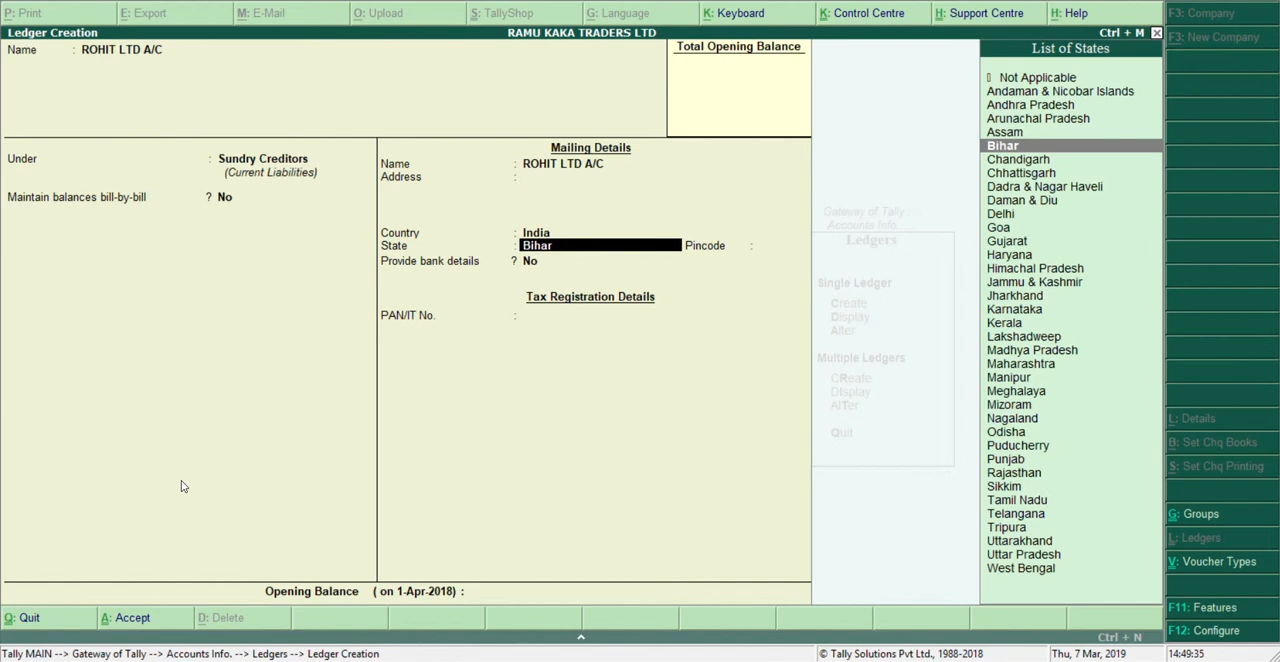 P: Print
E: Export
M: E-Mail
O: Upload
S: TallyShop
G: Language
K: Keyboard
K: Control Centre
H: Support Centre
H: Help
F3: Company
F3: New Company
Ledger Creation
RAMU KAKA TRADERS LTD
Ctrl + M
Name : ROHIT LTD A/C
Total Opening Balance
Under : Sundry Creditors
(Current Liabilities)
Maintain balances bill-by-bill ? No
Mailing Details
Name : ROHIT LTD A/C
Address :
Country : India
State : Bihar Pincode :
Provide bank details ? No
Tax Registration Details
PAN/IT No. :
Opening Balance ( on 1-Apr-2018) :
Gateway of Tally ...
Accounts Info. ...
Ledgers
Single Ledger
Create
Display
Alter
Multiple Ledgers
CReate
DIsplay
AlTer
Quit
List of States
Not Applicable
Andaman & Nicobar Islands
Andhra Pradesh
Arunachal Pradesh
Assam
Bihar
Chandigarh
Chhattisgarh
Dadra & Nagar Haveli
Daman & Diu
Delhi
Goa
Gujarat
Haryana
Himachal Pradesh
Jammu & Kashmir
Jharkhand
Karnataka
Kerala
Lakshadweep
Madhya Pradesh
Maharashtra
Manipur
Meghalaya
Mizoram
Nagaland
Odisha
Puducherry
Punjab
Rajasthan
Sikkim
Tamil Nadu
Telangana
Tripura
Uttarakhand
Uttar Pradesh
West Bengal
L: Details
B: Set Chq Books
S: Set Chq Printing
G: Groups
L: Ledgers
V: Voucher Types
F11: Features
F12: Configure
Q: Quit
A: Accept
D: Delete
Ctrl + N
Tally MAIN --> Gateway of Tally --> Accounts Info. --> Ledgers --> Ledger Creation
© Tally Solutions Pvt Ltd., 1988-2018
Thu, 7 Mar, 2019
14:49:35